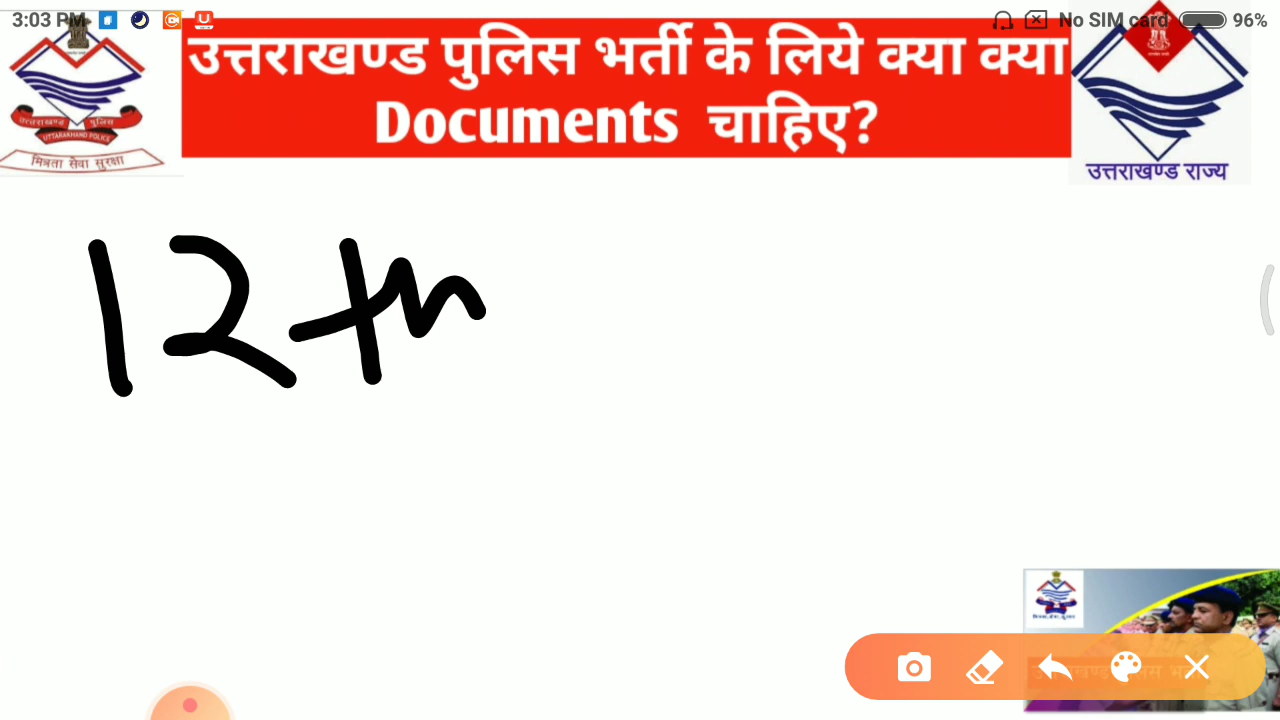 3:03 PM No SIM card 96%
उत्तराखण्ड पुलिस भर्ती के लिये क्या क्या
Documents चाहिए?
उत्तराखण्ड पुलिस
UTTARAKHAND POLICE
मित्रता सेवा सुरक्षा
उत्तराखण्ड राज्य
12th